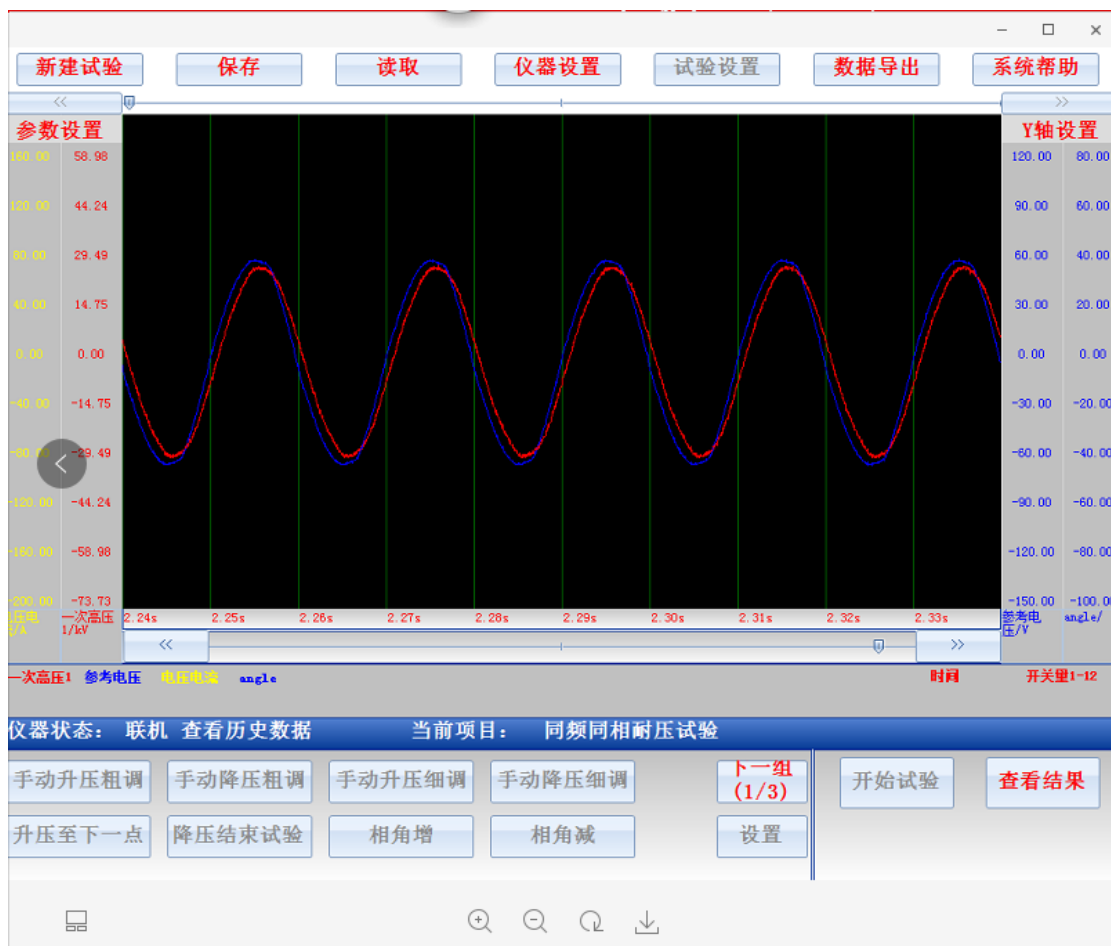 新建试验 保存 读取 仪器设置 试验设置 数据导出 系统帮助
参数设置 Y轴设置
160.00 58.98 120.00 80.00
120.00 44.24 90.00 60.00
80.00 29.49 60.00 40.00
40.00 14.75 30.00 20.00
0.00 0.00 0.00 0.00
-40.00 -14.75 -30.00 -20.00
-80.00 -29.49 -60.00 -40.00
-120.00 -44.24 -90.00 -60.00
-160.00 -58.98 -120.00 -80.00
-200.00 -73.73 -150.00 -100.0
一次高压 2.24s 2.25s 2.26s 2.27s 2.28s 2.29s 2.30s 2.31s 2.32s 2.33s 参考电 angle/
1/kV 压/V
一次高压1 参考电压 电压电流 angle 时间 开关量1-12
仪器状态： 联机 查看历史数据 当前项目： 同频同相耐压试验
手动升压粗调 手动降压粗调 手动升压细调 手动降压细调 下一组 开始试验 查看结果
(1/3)
升压至下一点 降压结束试验 相角增 相角减 设置